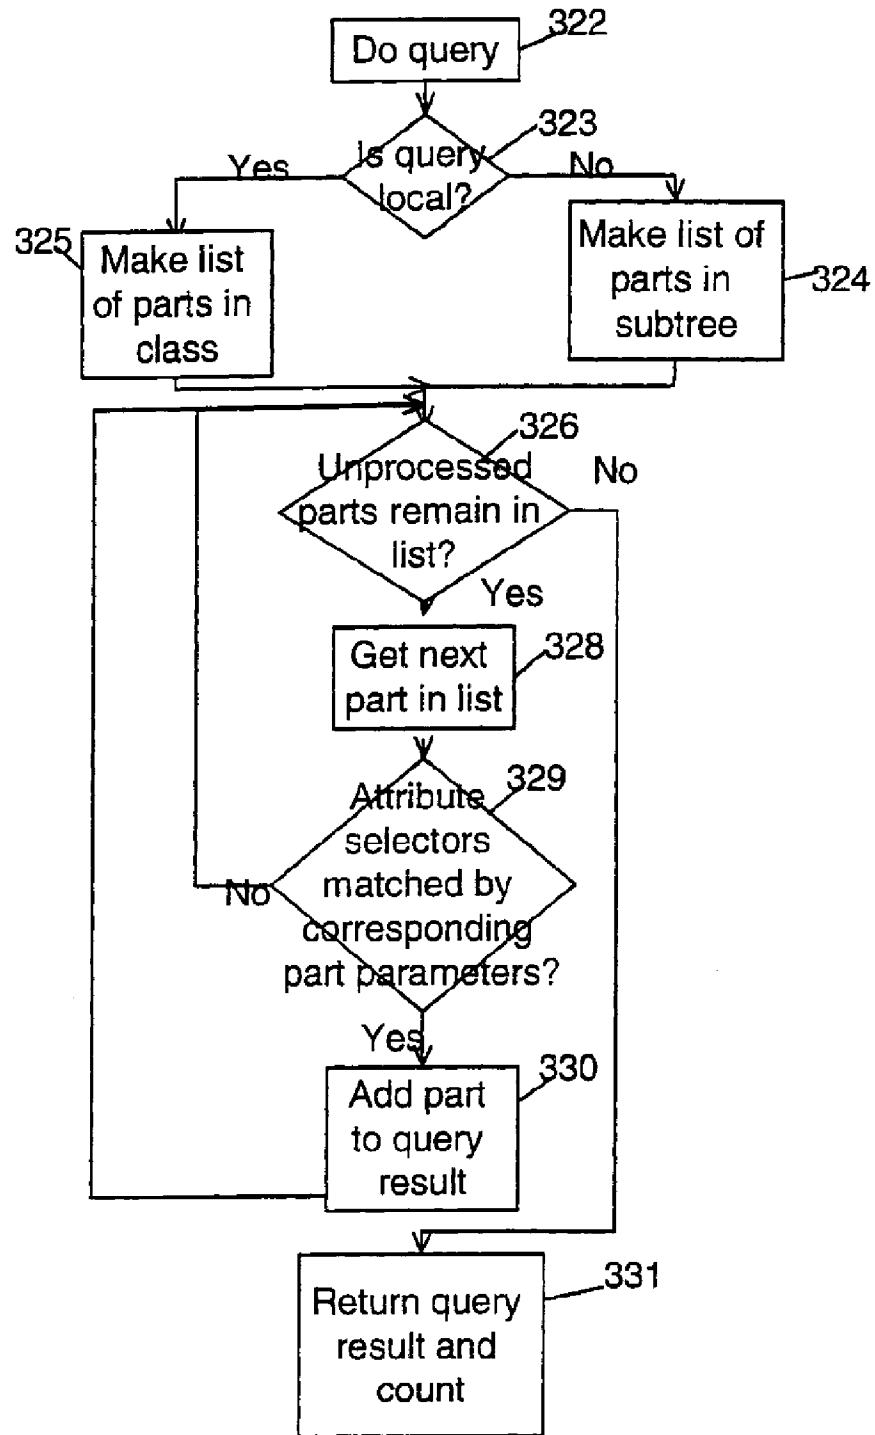 Do query
322
Is query
local?
323
Yes
No
325
Make list
of parts in
class
Make list of
parts in
subtree
324
326
Unprocessed
parts remain in
list?
No
Yes
Get next
part in list
328
329
Attribute
selectors
matched by
corresponding
part parameters?
No
Yes
330
Add part
to query
result
331
Return query
result and
count